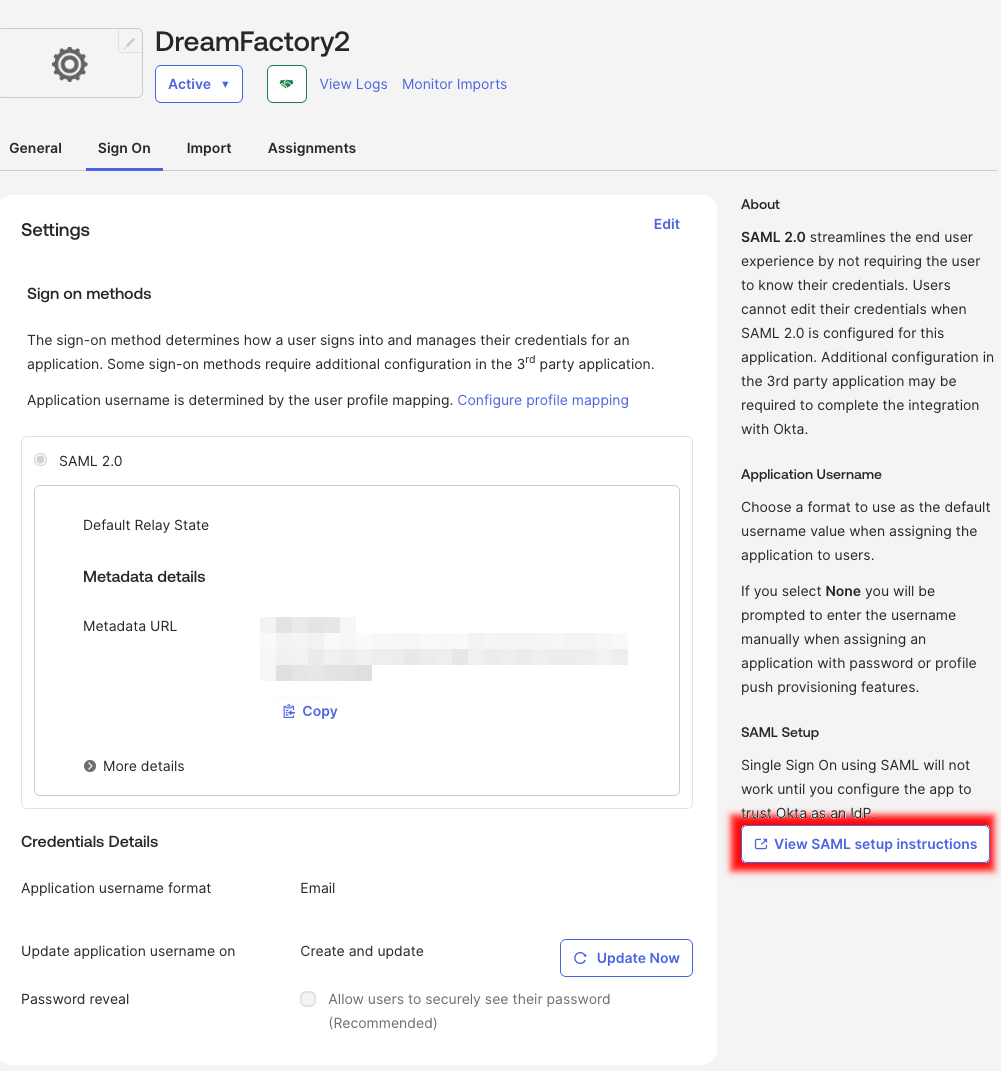 DreamFactory2
Active ▼
View Logs
Monitor Imports
General
Sign On
Import
Assignments
Settings
Edit
Sign on methods
The sign-on method determines how a user signs into and manages their credentials for an
application. Some sign-on methods require additional configuration in the 3rd party application.
Application username is determined by the user profile mapping. Configure profile mapping
SAML 2.0
Default Relay State
Metadata details
Metadata URL
Copy
More details
Credentials Details
Application username format
Email
Update application username on
Create and update
Update Now
Password reveal
Allow users to securely see their password
(Recommended)
About
SAML 2.0 streamlines the end user
experience by not requiring the user
to know their credentials. Users
cannot edit their credentials when
SAML 2.0 is configured for this
application. Additional configuration in
the 3rd party application may be
required to complete the integration
with Okta.
Application Username
Choose a format to use as the default
username value when assigning the
application to users.
If you select None you will be
prompted to enter the username
manually when assigning an
application with password or profile
push provisioning features.
SAML Setup
Single Sign On using SAML will not
work until you configure the app to
trust Okta as an IdP.
View SAML setup instructions